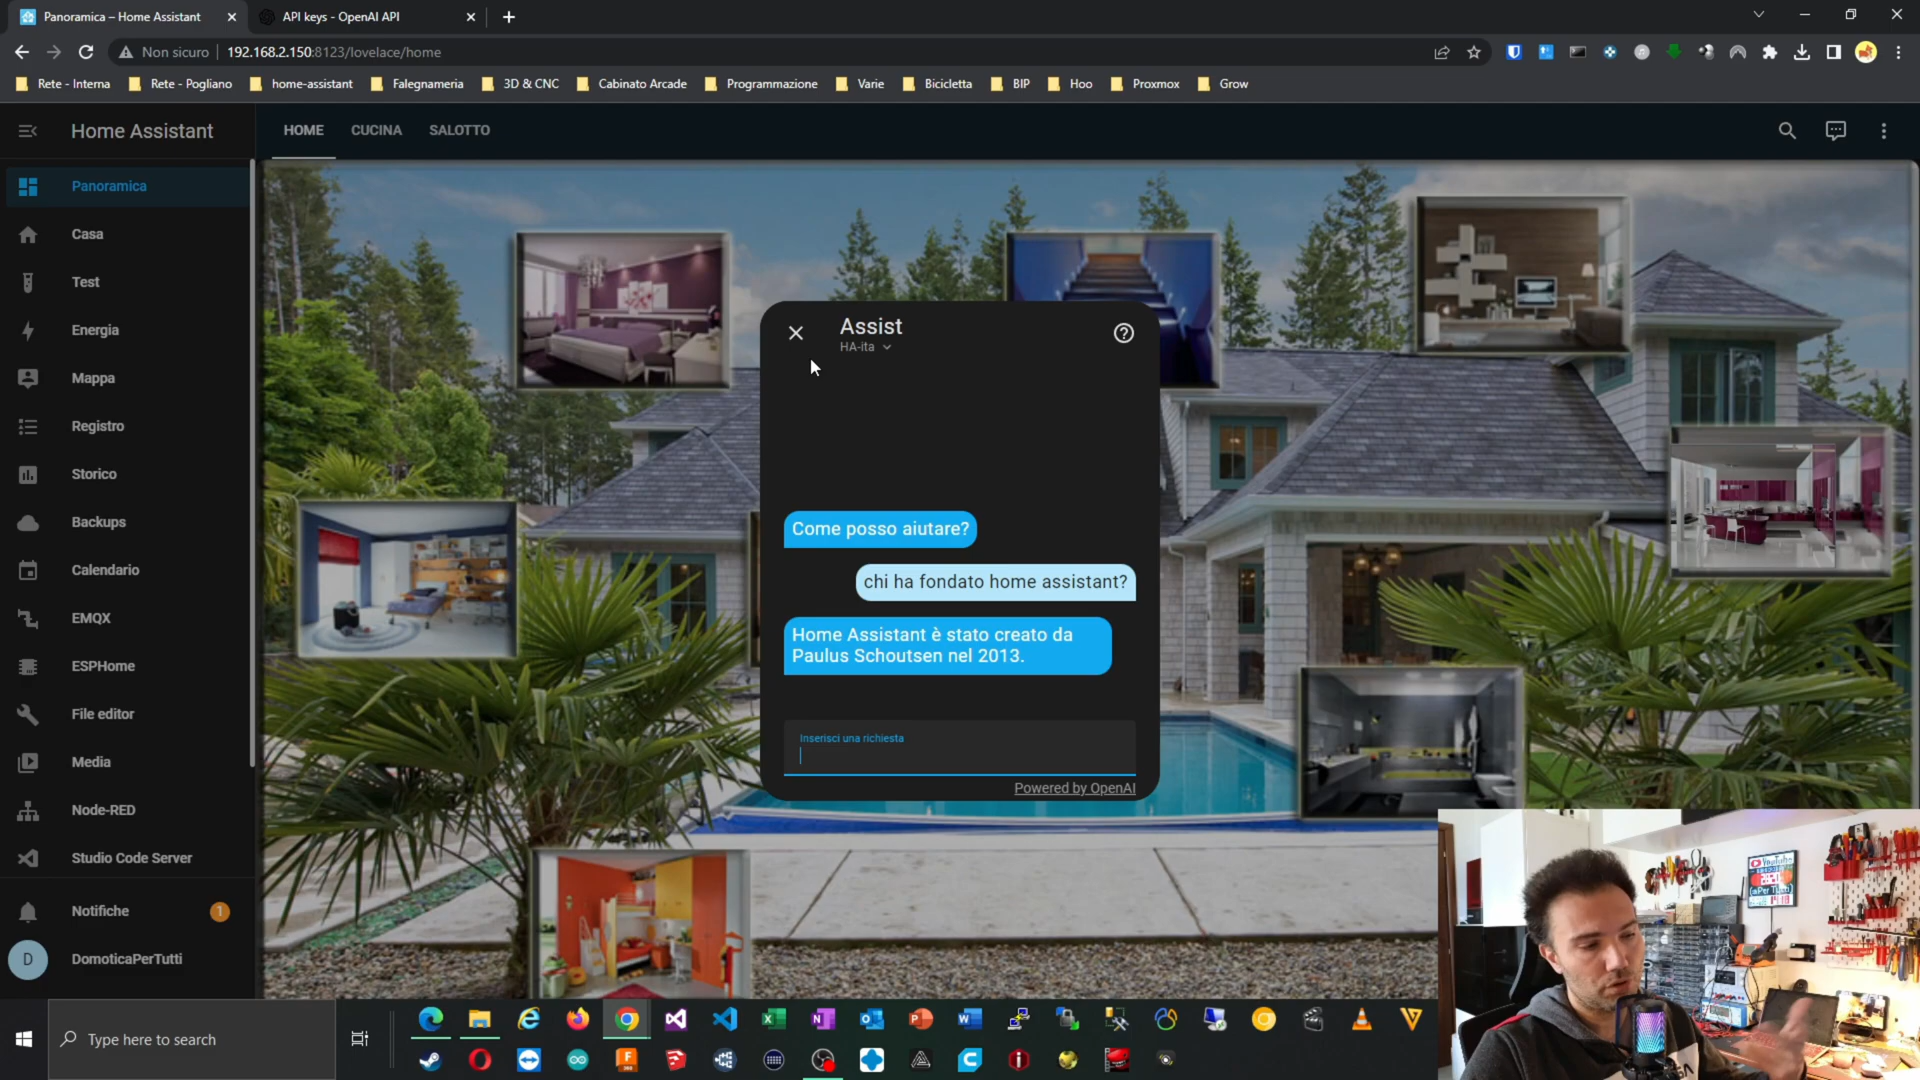 Panoramica – Home Assistant
API keys - OpenAI API
Non sicuro
192.168.2.150:8123/lovelace/home
Rete - Interna
Rete - Pogliano
home-assistant
Falegnameria
3D & CNC
Cabinato Arcade
Programmazione
Varie
Bicicletta
BIP
Hoo
Proxmox
Grow
Home Assistant
HOME
CUCINA
SALOTTO
Panoramica
Casa
Test
Energia
Mappa
Registro
Storico
Backups
Calendario
EMQX
ESPHome
File editor
Media
Node-RED
Studio Code Server
Notifiche
1
D
DomoticaPerTutti
Assist
HA-ita
Come posso aiutare?
chi ha fondato home assistant?
Home Assistant è stato creato da
Paulus Schoutsen nel 2013.
Inserisci una richiesta
Powered by OpenAI
Type here to search
YouTube